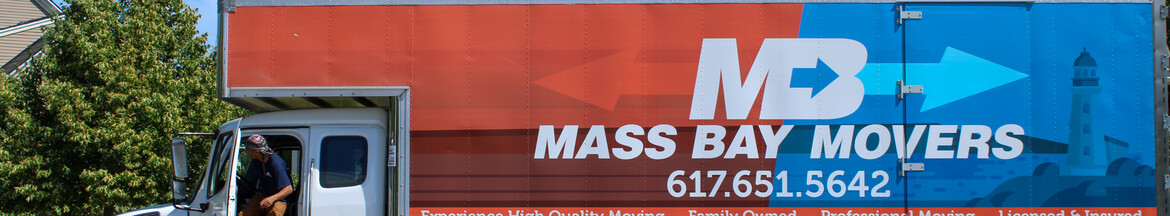 MB
MASS BAY MOVERS
617.651.5642
Experience High Quality Moving Family Owned Professional Moving Licensed & Insured